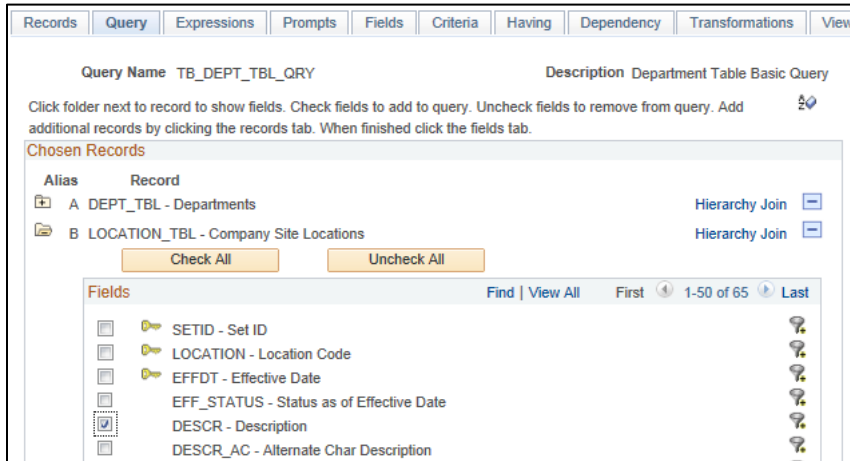 Records Query Expressions Prompts Fields Criteria Having Dependency Transformations View
Query Name TB_DEPT_TBL_QRY Description Department Table Basic Query
Click folder next to record to show fields. Check fields to add to query. Uncheck fields to remove from query. Add
additional records by clicking the records tab. When finished click the fields tab.
Chosen Records
Alias Record
A DEPT_TBL - Departments Hierarchy Join
B LOCATION_TBL - Company Site Locations Hierarchy Join
Check All Uncheck All
Fields Find | View All First 1-50 of 65 Last
SETID - Set ID
LOCATION - Location Code
EFFDT - Effective Date
EFF_STATUS - Status as of Effective Date
DESCR - Description
DESCR_AC - Alternate Char Description